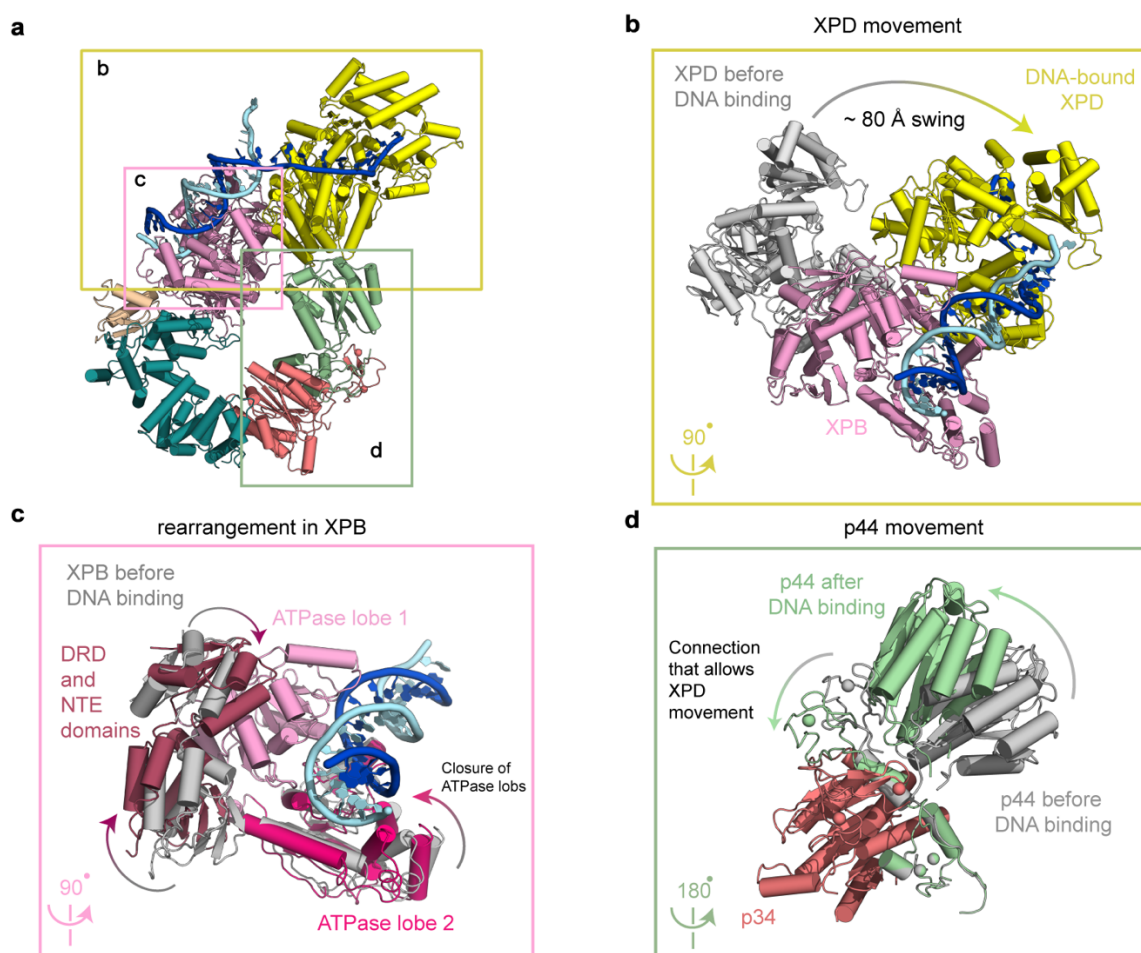 a
b
c
d
b
XPD movement
XPD before
DNA binding
~ 80 Å swing
DNA-bound
XPD
XPB
90°
c
rearrangement in XPB
XPB before
DNA binding
ATPase lobe 1
DRD
and
NTE
domains
Closure of
ATPase lobs
ATPase lobe 2
90°
d
p44 movement
p44 after
DNA binding
Connection
that allows
XPD
movement
p44 before
DNA binding
p34
180°